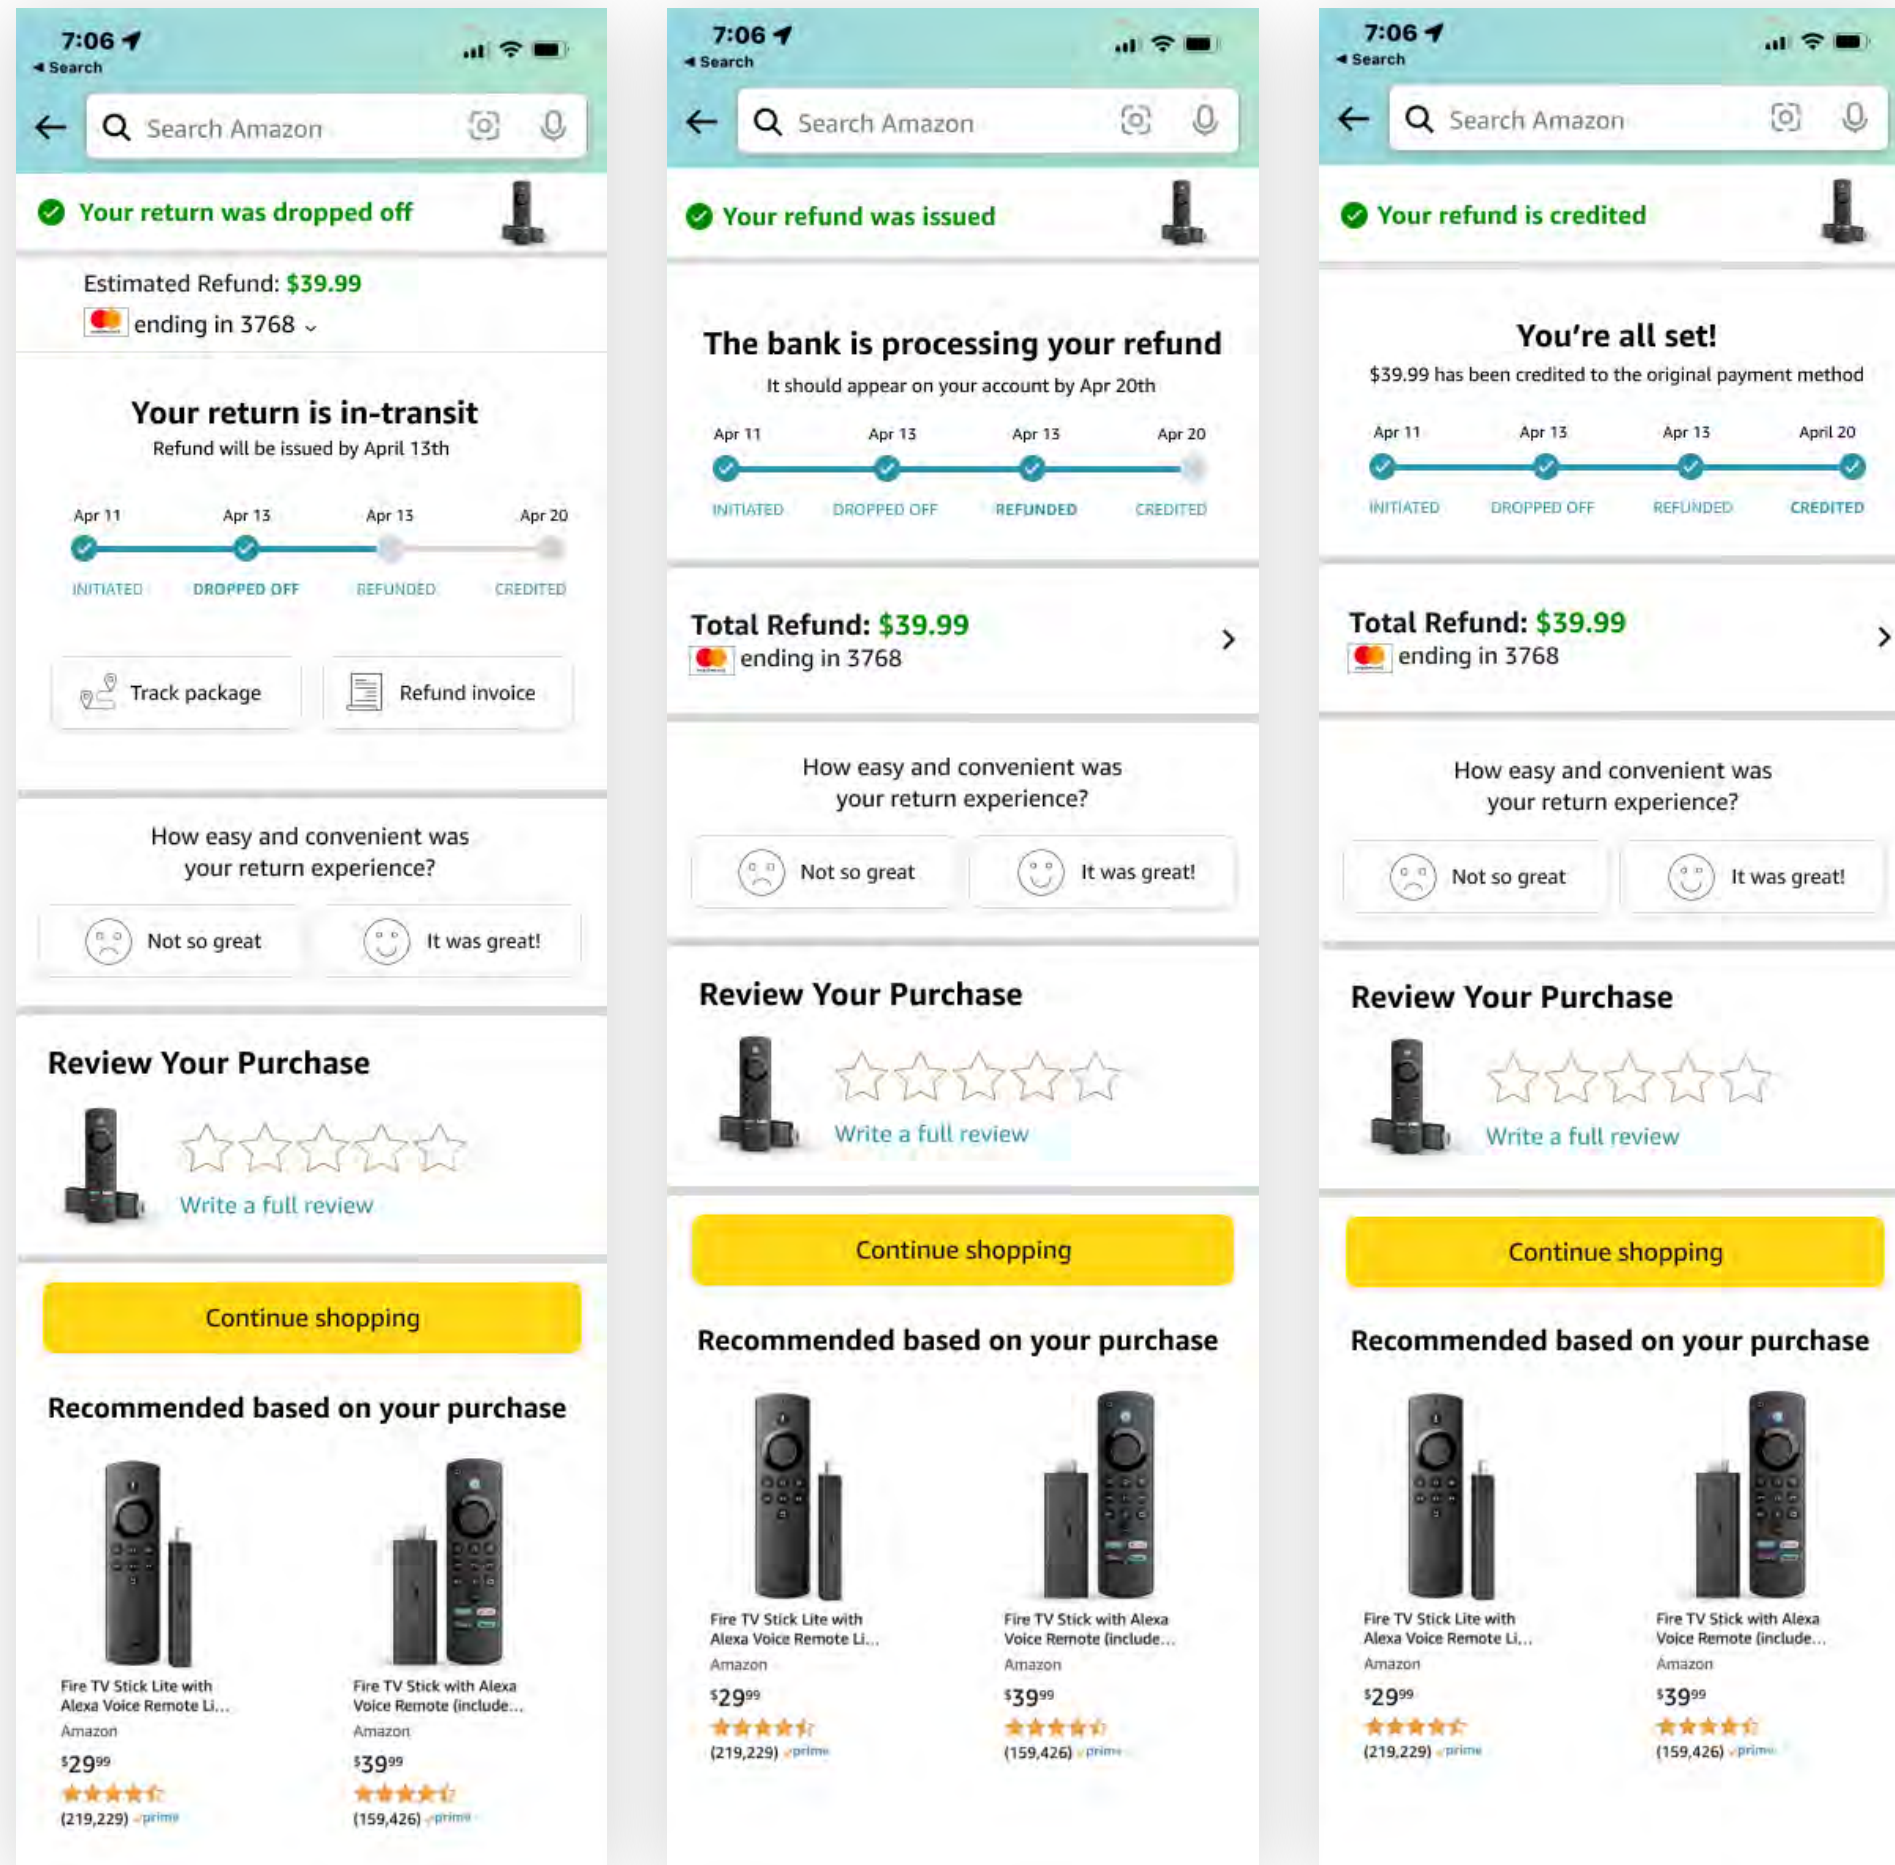 7:06
Search
Search Amazon
Your return was dropped off
Estimated Refund: $39.99
ending in 3768
Your return is in-transit
Refund will be issued by April 13th
Apr 11 Apr 13 Apr 13 Apr 20
INITIATED DROPPED OFF REFUNDED CREDITED
Track package Refund invoice
How easy and convenient was
your return experience?
Not so great It was great!
Review Your Purchase
Write a full review
Continue shopping
Recommended based on your purchase
Fire TV Stick Lite with
Alexa Voice Remote Li...
Amazon
$29⁹⁹
(219,229) prime
Fire TV Stick with Alexa
Voice Remote (include...
Amazon
$39⁹⁹
(159,426) prime
7:06
Search
Search Amazon
Your refund was issued
The bank is processing your refund
It should appear on your account by Apr 20th
Apr 11 Apr 13 Apr 13 Apr 20
INITIATED DROPPED OFF REFUNDED CREDITED
Total Refund: $39.99
ending in 3768
How easy and convenient was
your return experience?
Not so great It was great!
Review Your Purchase
Write a full review
Continue shopping
Recommended based on your purchase
Fire TV Stick Lite with
Alexa Voice Remote Li...
Amazon
$29⁹⁹
(219,229) prime
Fire TV Stick with Alexa
Voice Remote (include...
Amazon
$39⁹⁹
(159,426) prime
7:06
Search
Search Amazon
Your refund is credited
You're all set!
$39.99 has been credited to the original payment method
Apr 11 Apr 13 Apr 13 April 20
INITIATED DROPPED OFF REFUNDED CREDITED
Total Refund: $39.99
ending in 3768
How easy and convenient was
your return experience?
Not so great It was great!
Review Your Purchase
Write a full review
Continue shopping
Recommended based on your purchase
Fire TV Stick Lite with
Alexa Voice Remote Li...
Amazon
$29⁹⁹
(219,229) prime
Fire TV Stick with Alexa
Voice Remote (include...
Amazon
$39⁹⁹
(159,426) prime